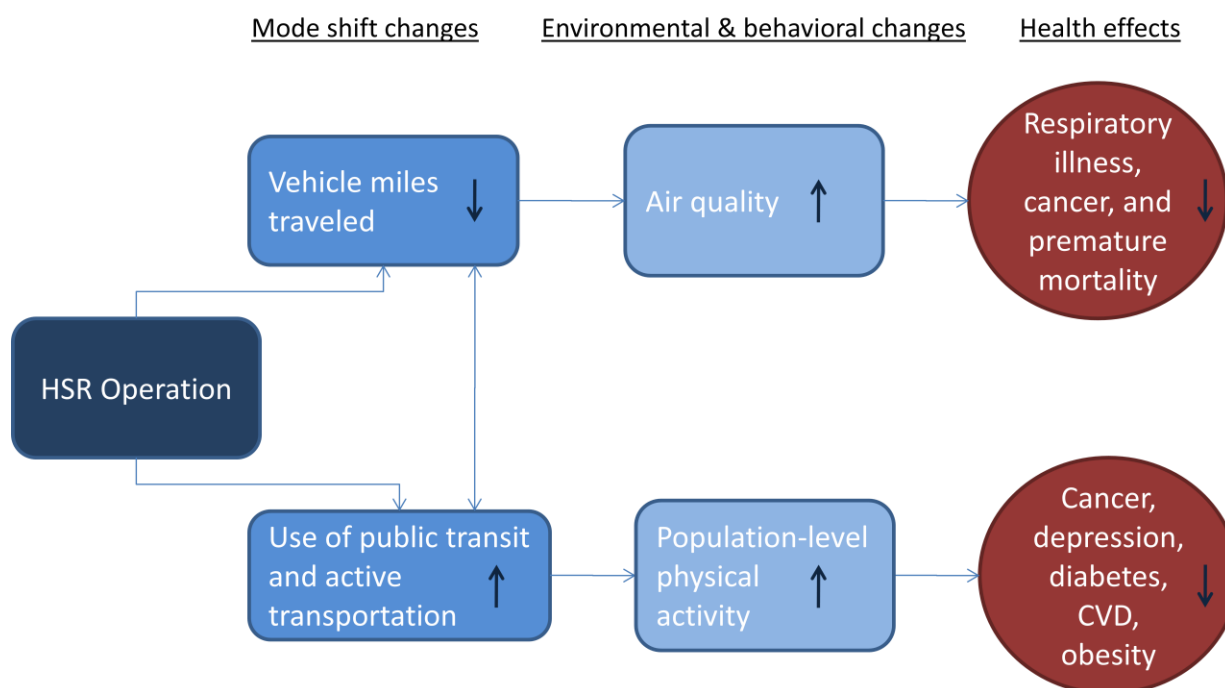 Mode shift changes
Environmental & behavioral changes
Health effects
Vehicle miles
traveled
Air quality
Respiratory
illness,
cancer, and
premature
mortality
HSR Operation
Use of public transit
and active
transportation
Population-level
physical
activity
Cancer,
depression,
diabetes,
CVD,
obesity